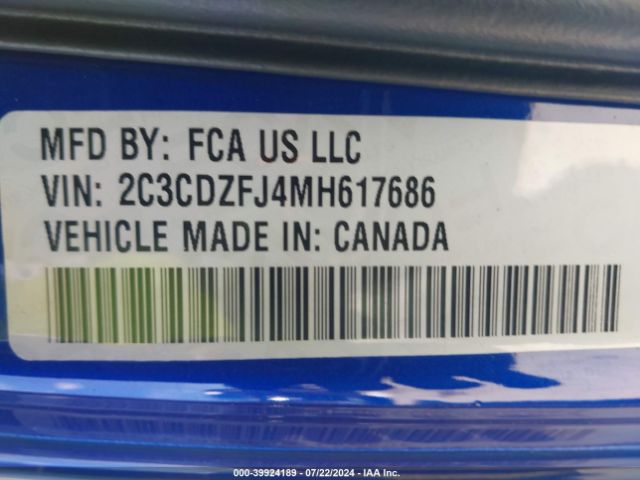 MFD BY: FCA US LLC
VIN: 2C3CDZFJ4MH617686
VEHICLE MADE IN: CANADA
000-39924189 - 07/22/2024 - IAA Inc.